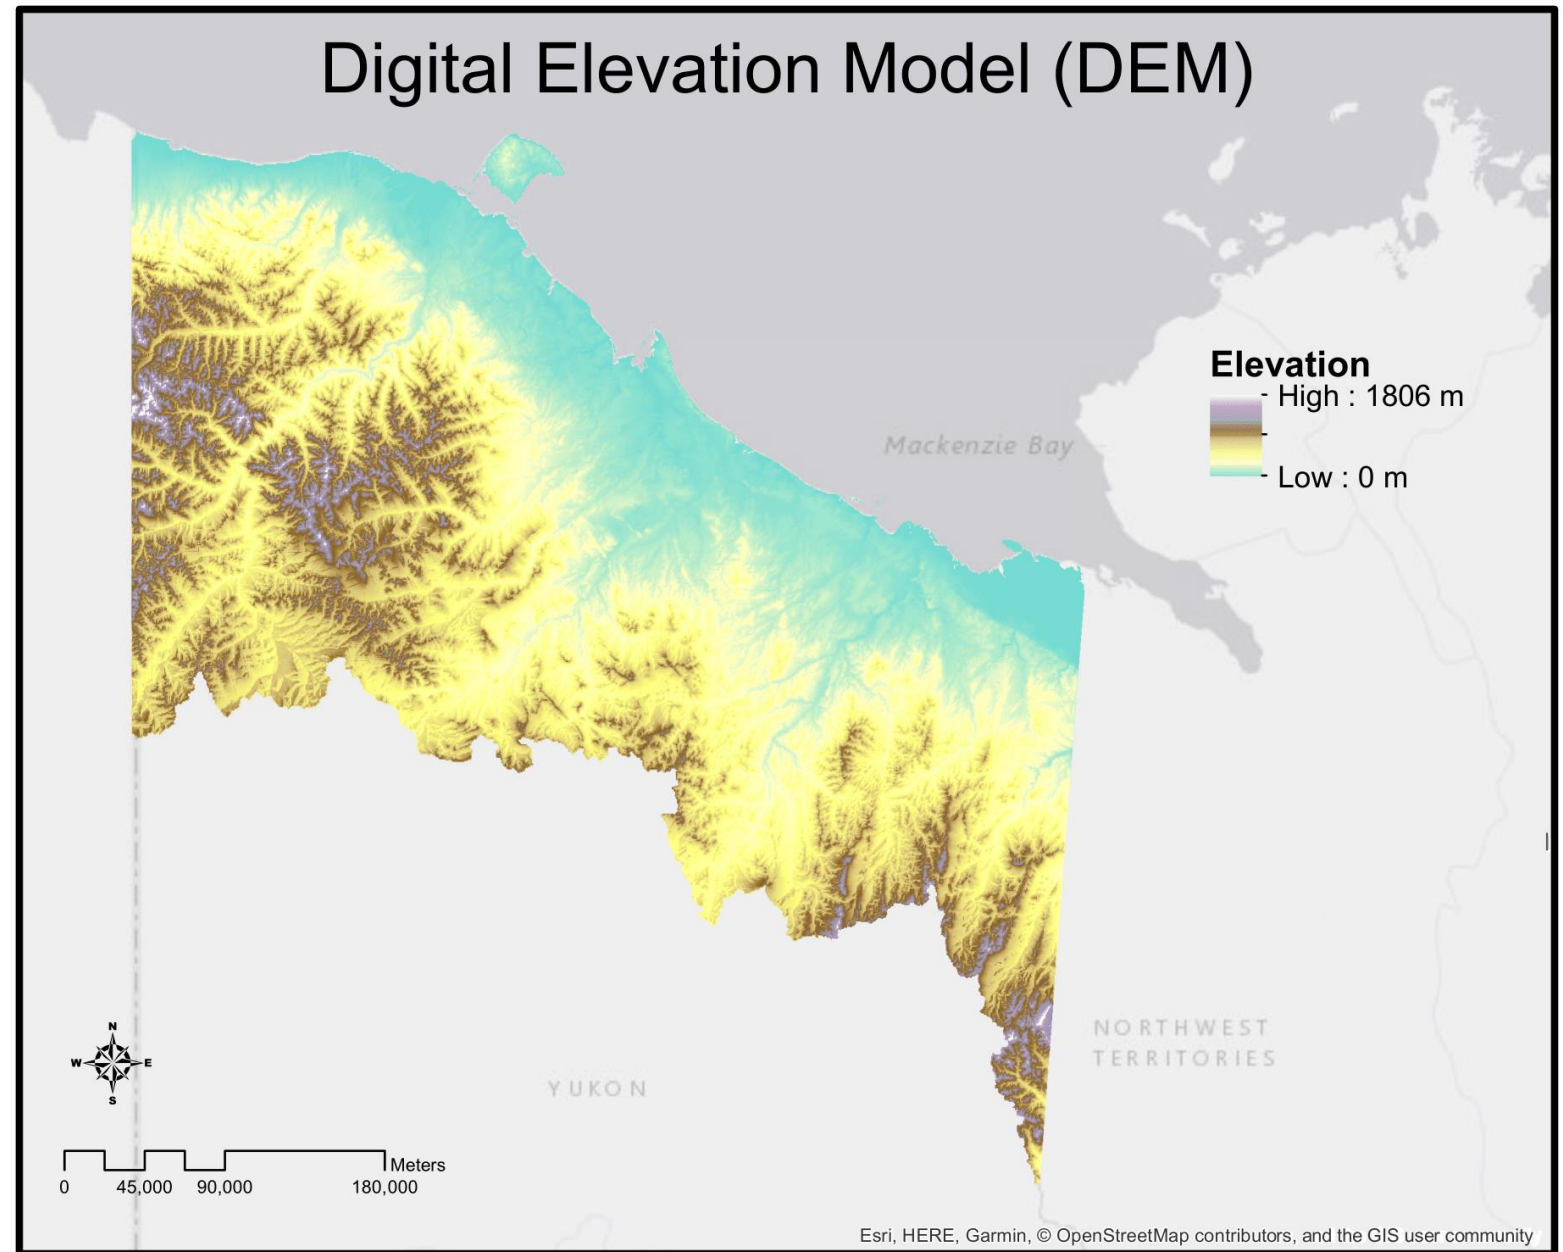 Digital Elevation Model (DEM)
Elevation
High : 1806 m
Low : 0 m
Mackenzie Bay
NORTHWEST
TERRITORIES
YUKON
N
W E
S
Meters
0 45,000 90,000 180,000
Esri, HERE, Garmin, © OpenStreetMap contributors, and the GIS user community